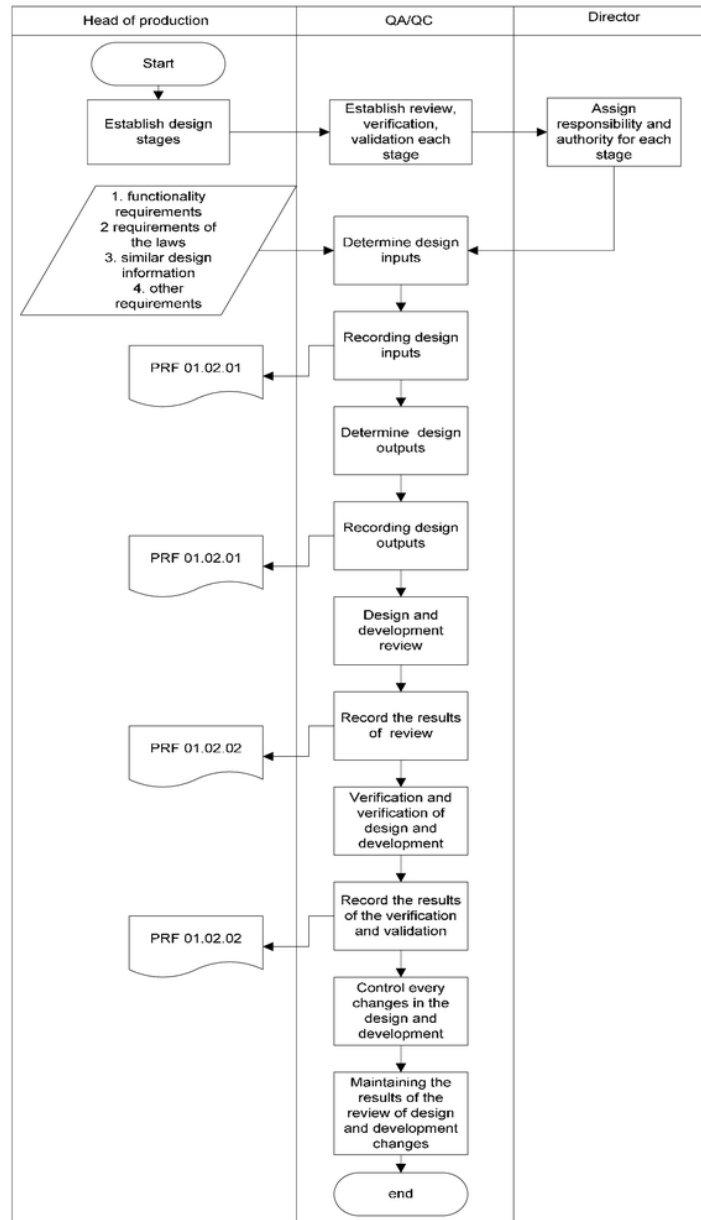 Head of production
QA/QC
Director
Start
Establish design
stages
Establish review,
verification,
validation each
stage
Assign
responsibility and
authority for each
stage
1. functionality
requirements
2 requirements of
the laws
3. similar design
information
4. other
requirements
Determine design
inputs
Recording design
inputs
PRF 01.02.01
Determine design
outputs
Recording design
outputs
PRF 01.02.01
Design and
development
review
Record the results
of review
PRF 01.02.02
Verification and
verification of
design and
development
Record the results
of the verification
and validation
PRF 01.02.02
Control every
changes in the
design and
development
Maintaining the
results of the
review of design
and development
changes
end